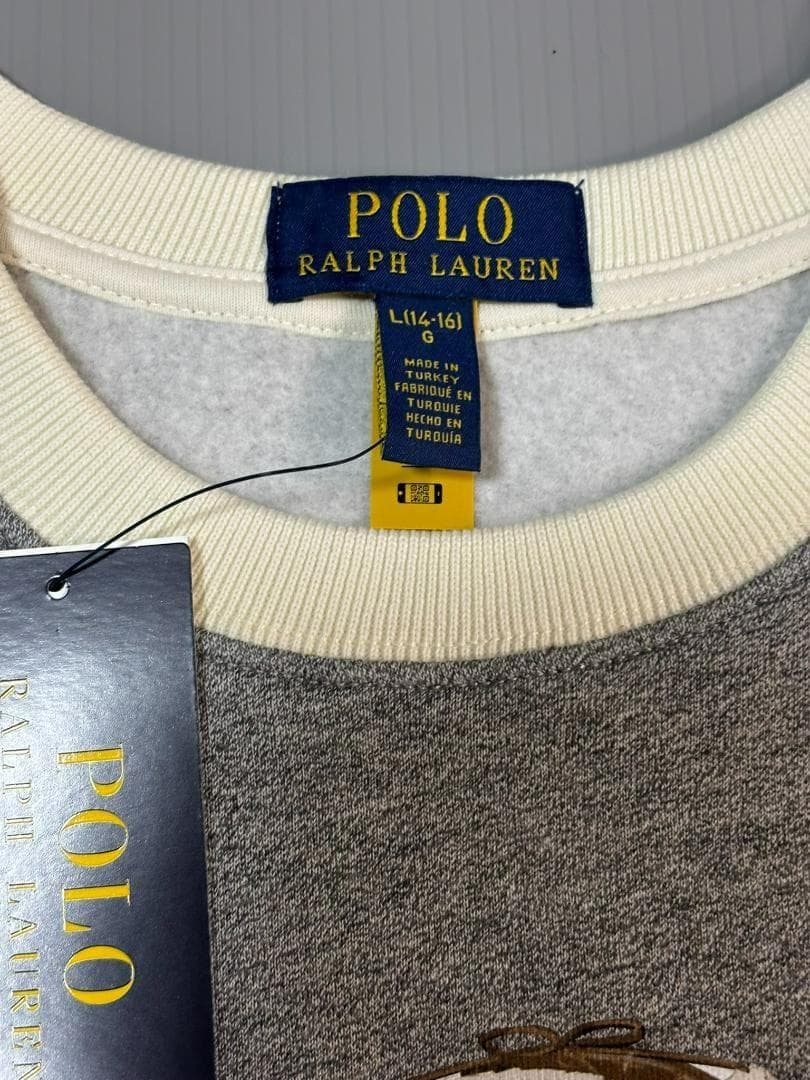 POLO
RALPH LAUREN
L(14-16)
G
MADE IN
TURKEY
FABRIQUÉ EN
TURQUIE
HECHO EN
TURQUÍA
POLO
RALPH LAUREN